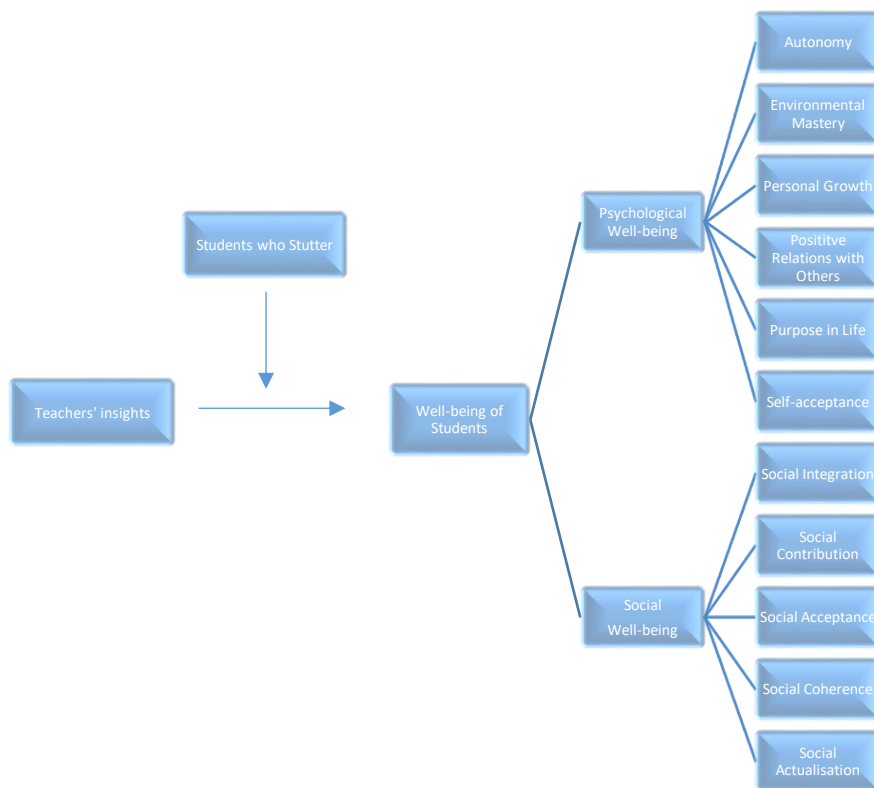 Autonomy
Environmental
Mastery
Personal Growth
Psychological
Well-being
Students who Stutter
Posititve
Relations with
Others
Purpose in Life
Self-acceptance
Teachers' insights
Well-being of
Students
Social Integration
Social
Contribution
Social
Well-being
Social Acceptance
Social Coherence
Social
Actualisation